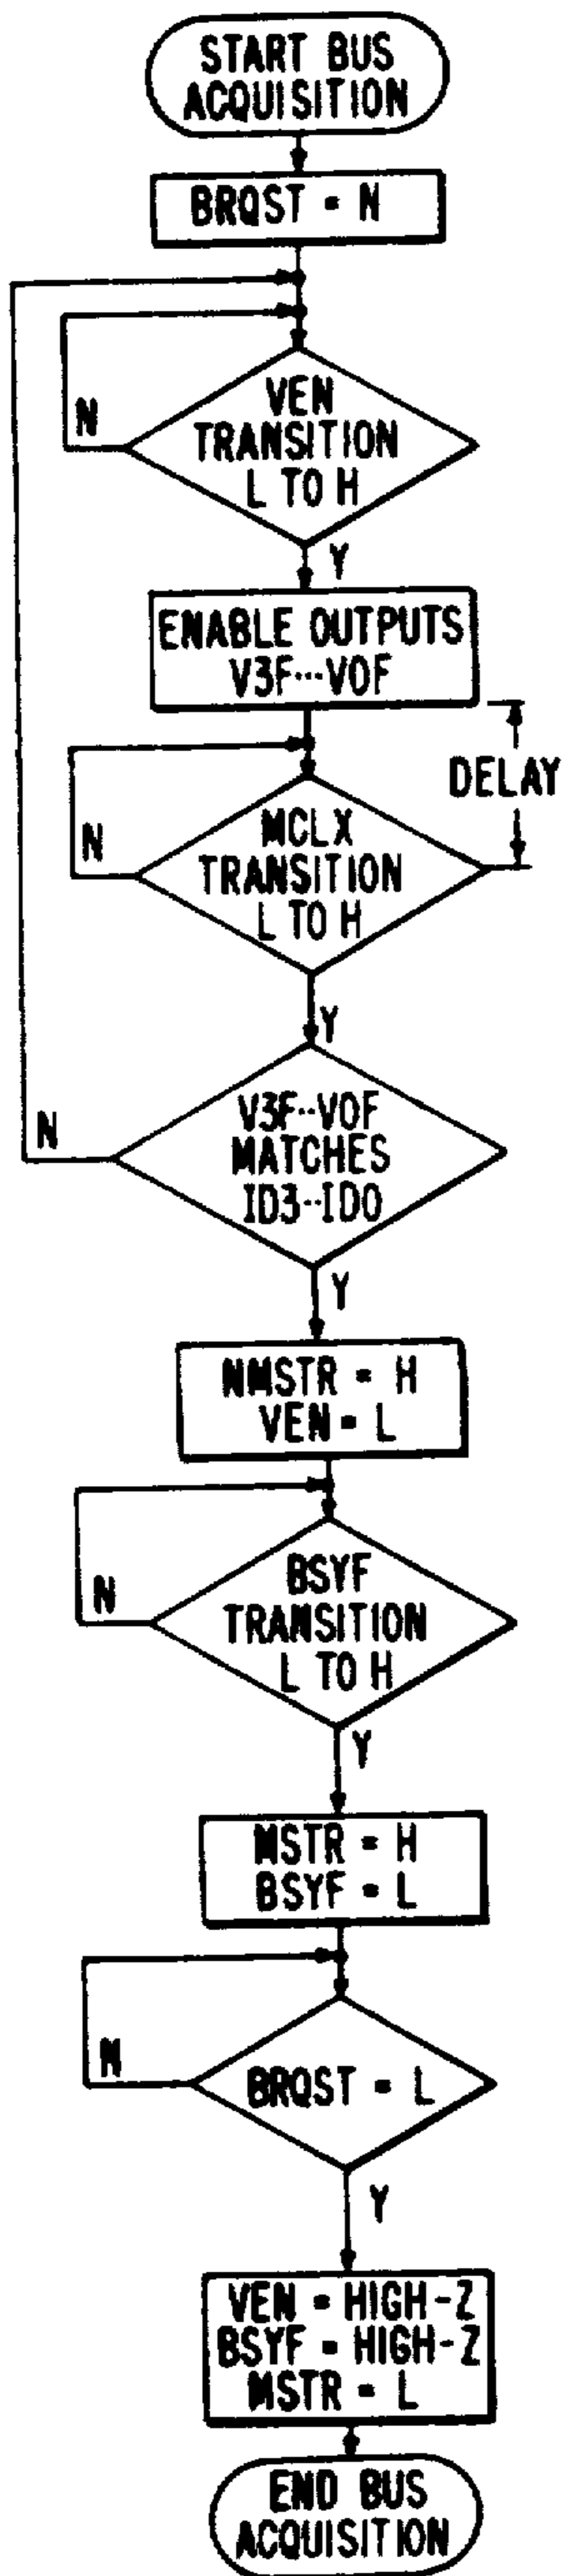 START BUS
ACQUISITION
BRQST = N
VEN
TRANSITION
L TO H
N
Y
ENABLE OUTPUTS
V3F···V0F
DELAY
MCLX
TRANSITION
L TO H
N
Y
V3F··V0F
MATCHES
ID3··ID0
N
Y
NMSTR = H
VEN = L
BSYF
TRANSITION
L TO H
N
Y
MSTR = H
BSYF = L
BRQST = L
N
Y
VEN = HIGH-Z
BSYF = HIGH-Z
MSTR = L
END BUS
ACQUISITION